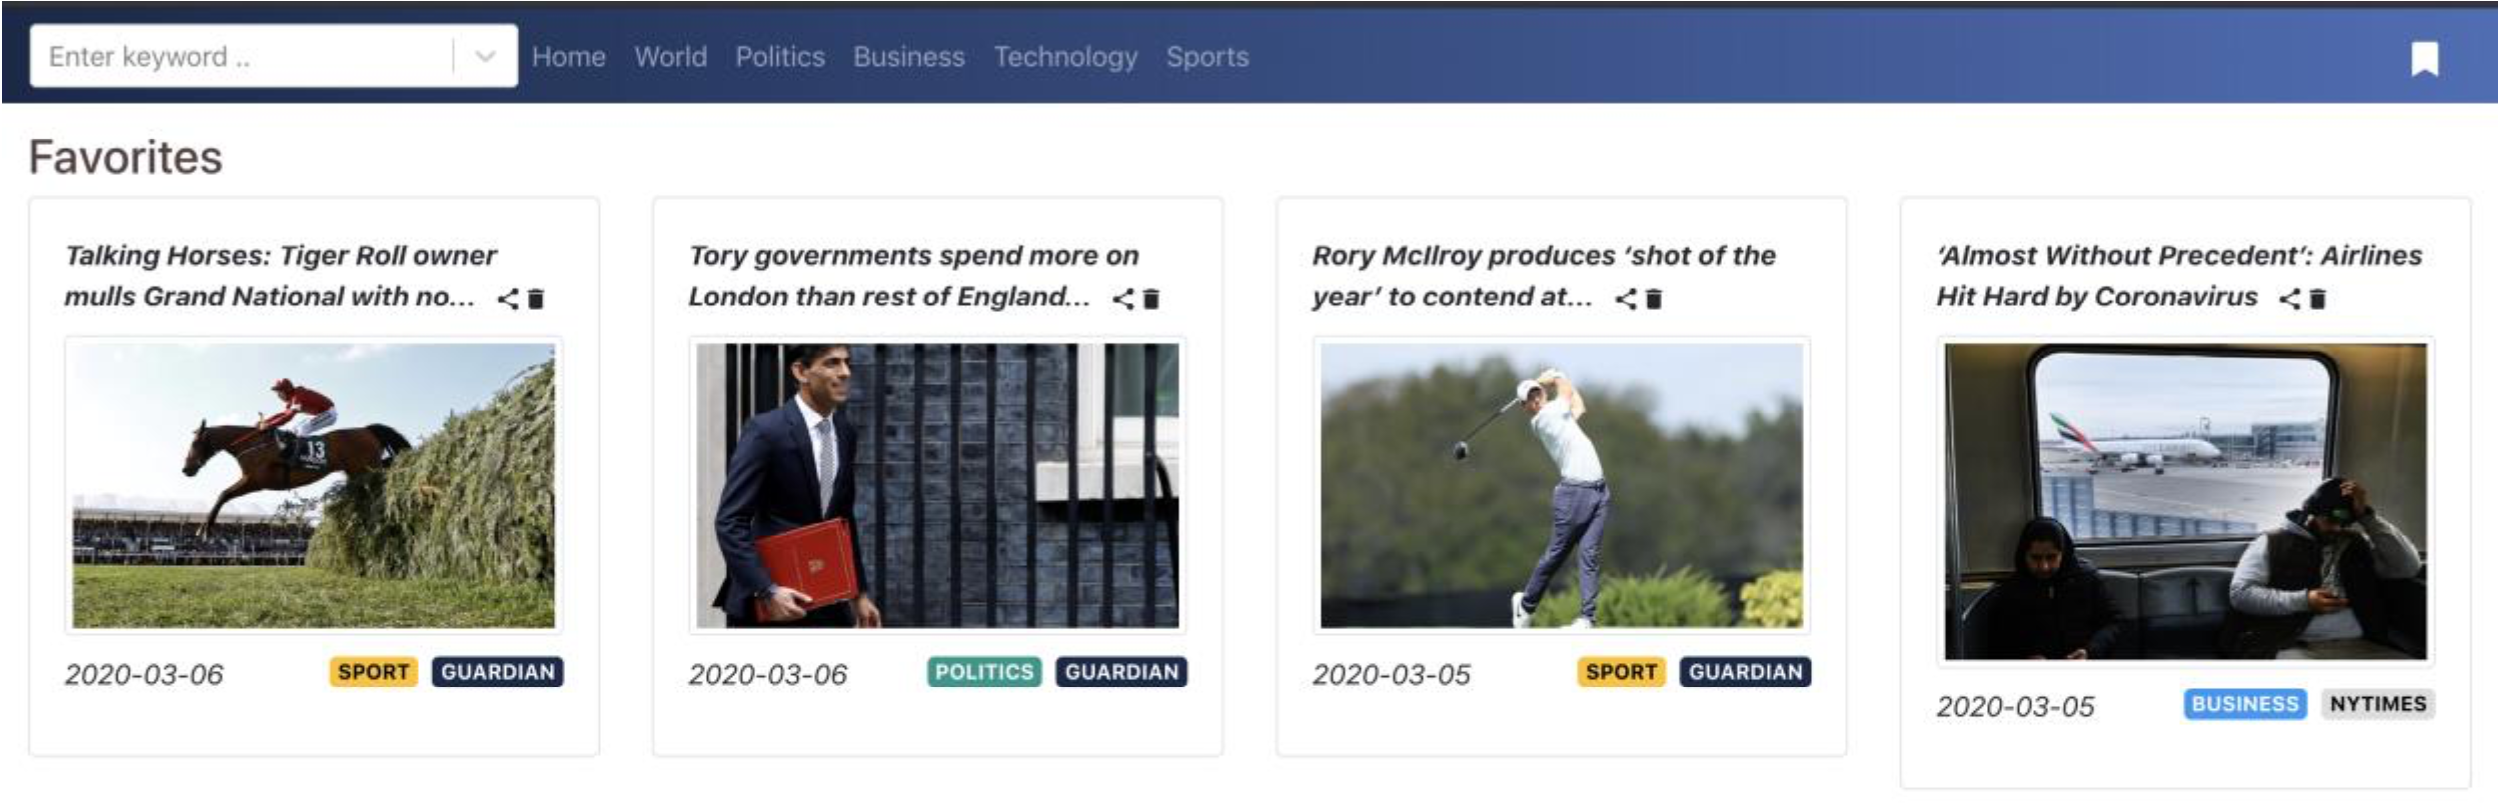 Enter keyword ..
Home World Politics Business Technology Sports
Favorites
Talking Horses: Tiger Roll owner
mulls Grand National with no...
13
2020-03-06 SPORT GUARDIAN
Tory governments spend more on
London than rest of England...
2020-03-06 POLITICS GUARDIAN
Rory McIlroy produces ‘shot of the
year’ to contend at...
2020-03-05 SPORT GUARDIAN
‘Almost Without Precedent’: Airlines
Hit Hard by Coronavirus
2020-03-05 BUSINESS NYTIMES